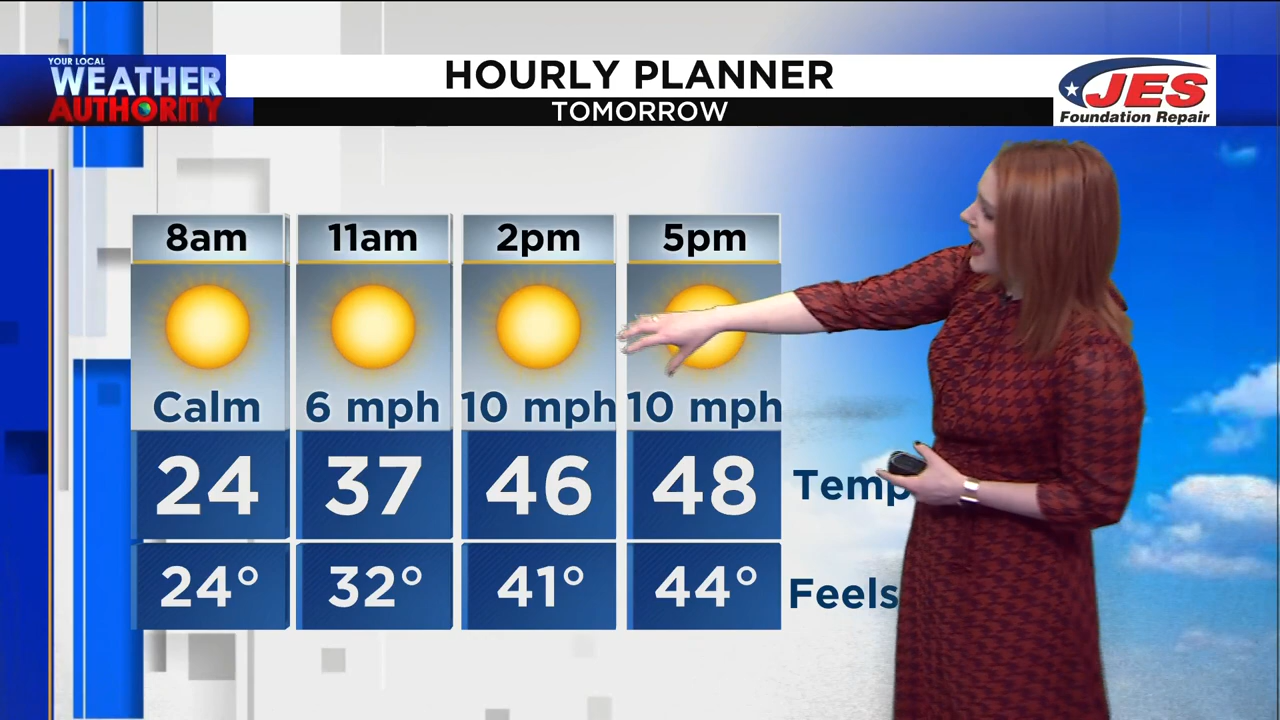 YOUR LOCAL
WEATHER
AUTHORITY
HOURLY PLANNER
TOMORROW
JES
Foundation Repair
8am 11am 2pm 5pm
Calm 6 mph 10 mph 10 mph
24 37 46 48 Temp
24° 32° 41° 44° Feels